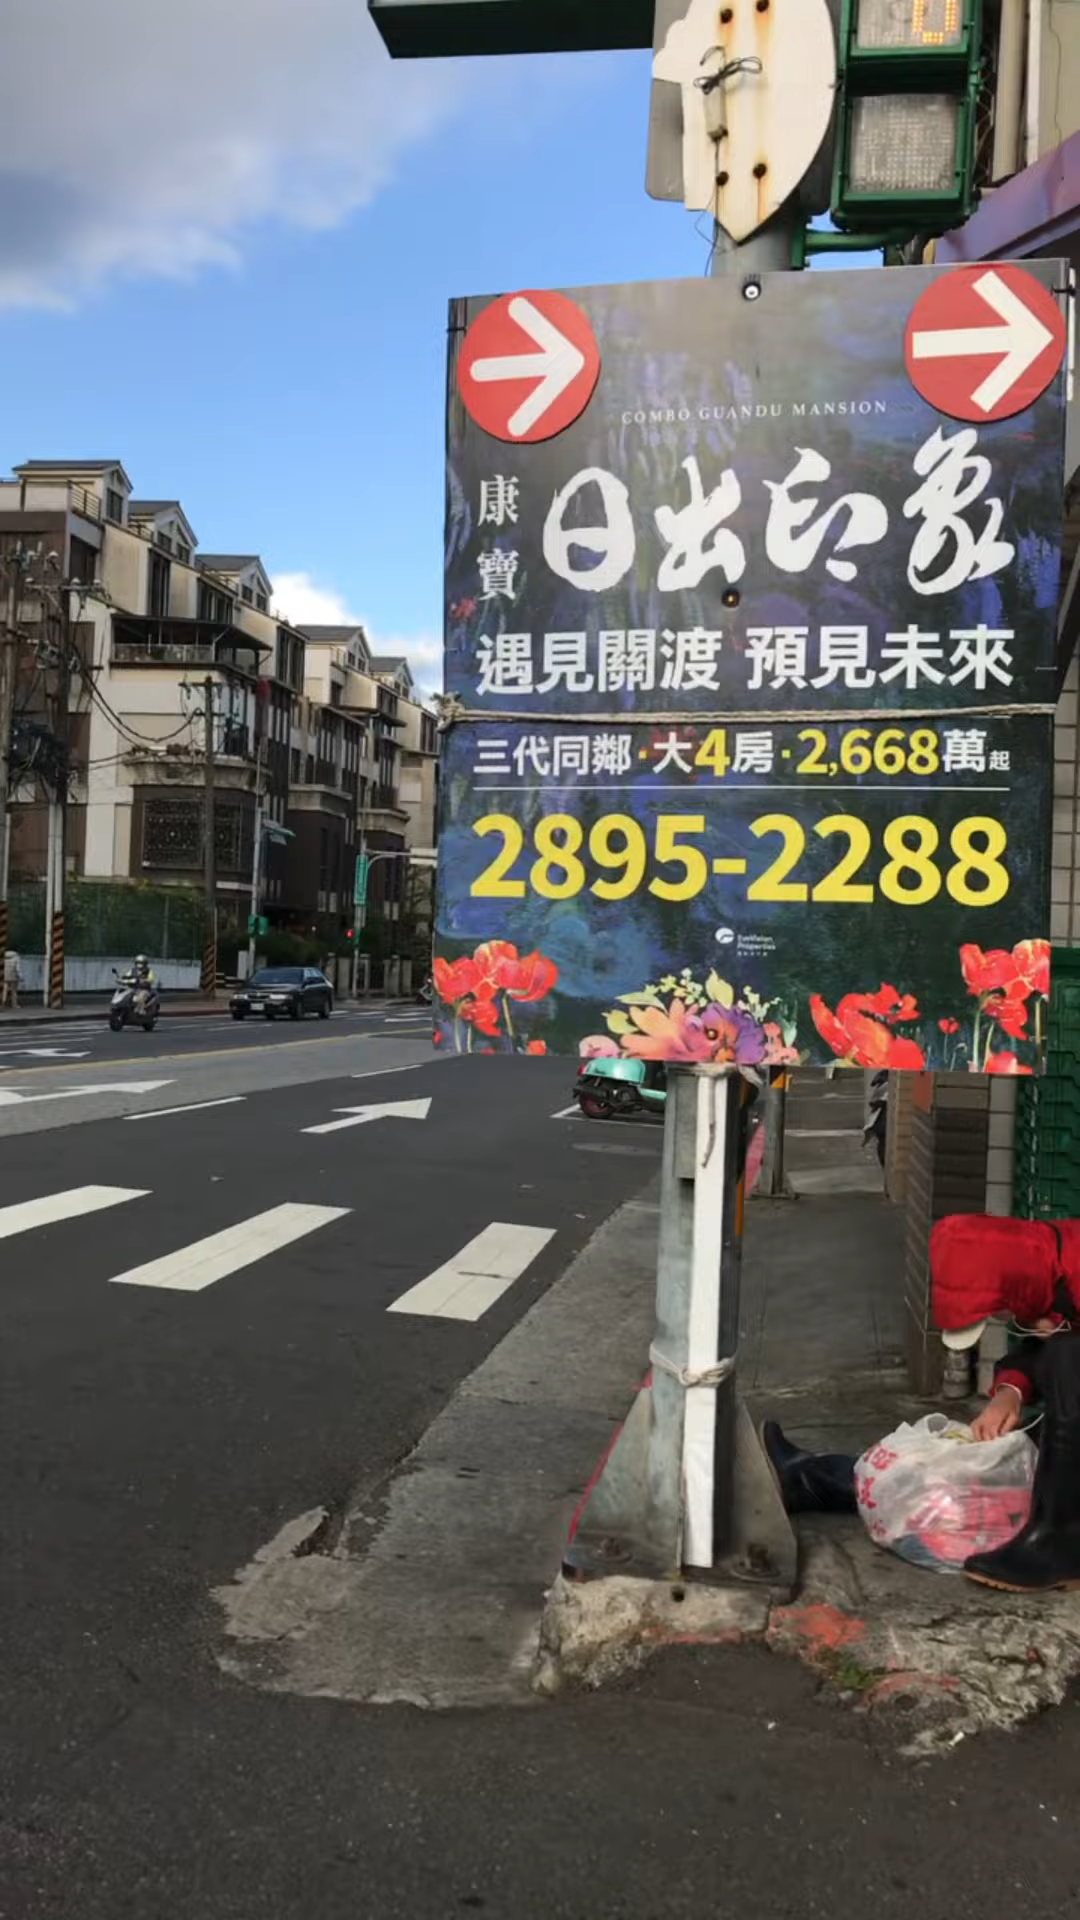 COMBO GUANDU MANSION
康寶
日出印象
遇見關渡 預見未來
三代同鄰·大4房·2,668萬起
2895-2288